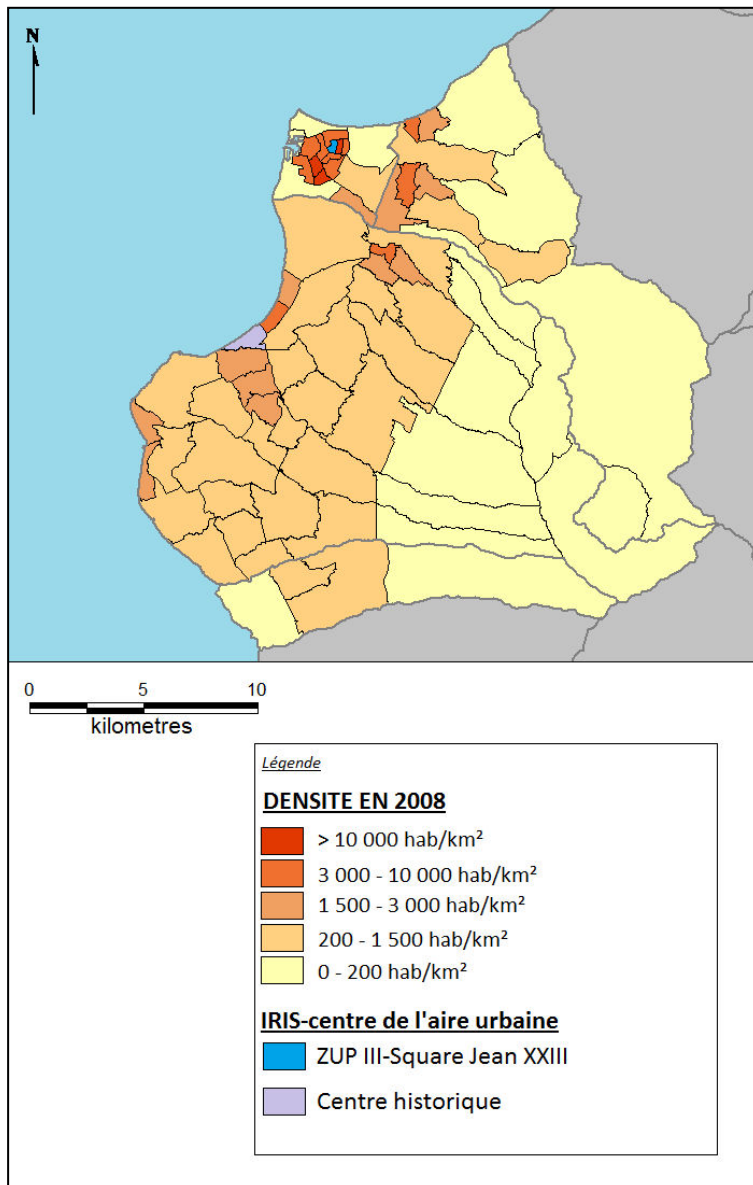 N
0 5 10
kilometres
Légende
DENSITE EN 2008
> 10 000 hab/km²
3 000 - 10 000 hab/km²
1 500 - 3 000 hab/km²
200 - 1 500 hab/km²
0 - 200 hab/km²
IRIS-centre de l'aire urbaine
ZUP III-Square Jean XXIII
Centre historique